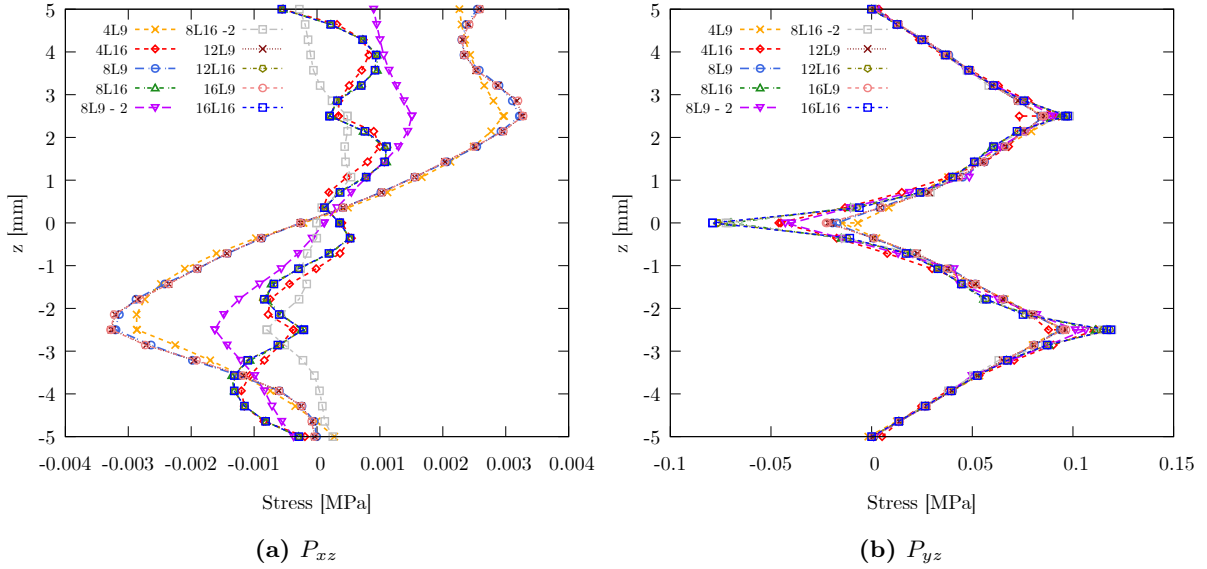 5
4
3
2
1
0
-1
-2
-3
-4
-5
z [mm]
4L9
4L16
8L9
8L16
8L9 - 2
8L16 -2
12L9
12L16
16L9
16L16
-0.004 -0.003 -0.002 -0.001 0 0.001 0.002 0.003 0.004
Stress [MPa]
(a) Pxz
5
4
3
2
1
0
-1
-2
-3
-4
-5
z [mm]
4L9
4L16
8L9
8L16
8L9 - 2
8L16 -2
12L9
12L16
16L9
16L16
-0.1 -0.05 0 0.05 0.1 0.15
Stress [MPa]
(b) Pyz